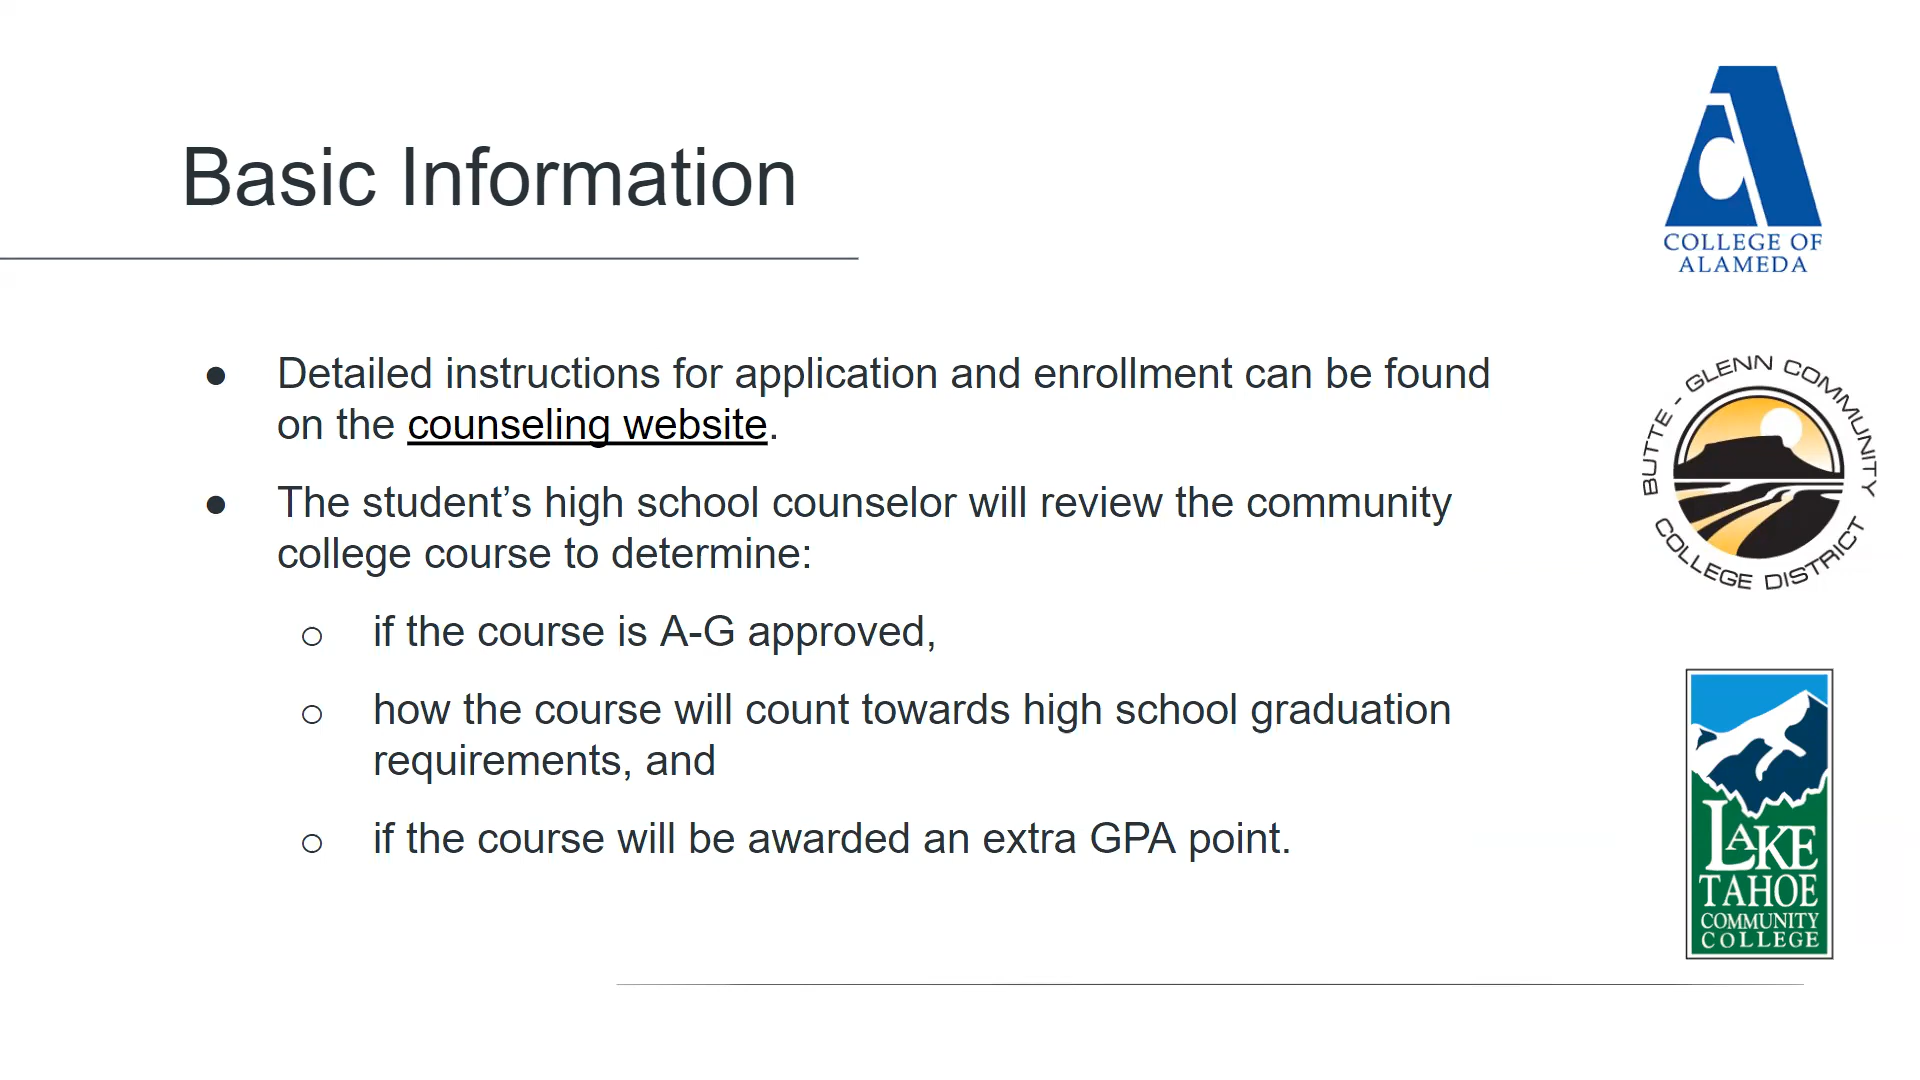 Basic Information
● Detailed instructions for application and enrollment can be found
on the counseling website.
● The student’s high school counselor will review the community
college course to determine:
○ if the course is A-G approved,
○ how the course will count towards high school graduation
requirements, and
○ if the course will be awarded an extra GPA point.
COLLEGE OF
ALAMEDA
BUTTE - GLENN COMMUNITY
COLLEGE DISTRICT
LAKE
TAHOE
COMMUNITY
COLLEGE